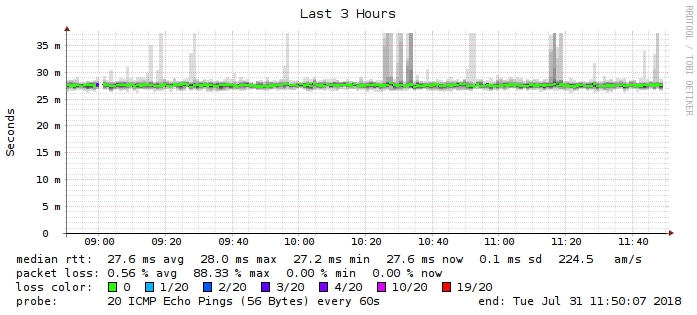 Last 3 Hours
RRDTOOL / TOBI OETIKER
Seconds
35 m
30 m
25 m
20 m
15 m
10 m
5 m
0
09:00 09:20 09:40 10:00 10:20 10:40 11:00 11:20 11:40
median rtt: 27.6 ms avg 28.0 ms max 27.2 ms min 27.6 ms now 0.1 ms sd 224.5 am/s
packet loss: 0.56 % avg 88.33 % max 0.00 % min 0.00 % now
loss color: 0 1/20 2/20 3/20 4/20 10/20 19/20
probe: 20 ICMP Echo Pings (56 Bytes) every 60s end: Tue Jul 31 11:50:07 2018